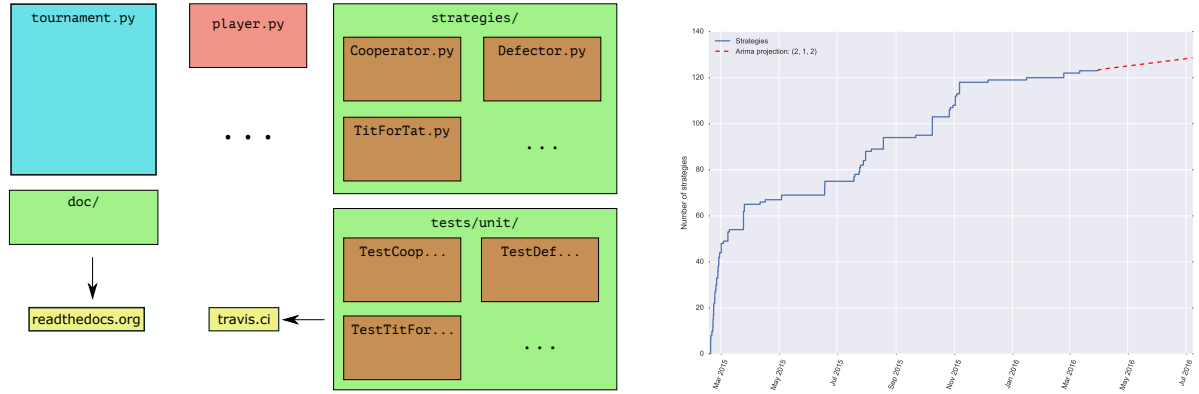 tournament.py
player.py
. . .
strategies/
Cooperator.py
Defector.py
TitForTat.py
...
doc/
tests/unit/
TestCoop...
TestDef...
TestTitFor...
...
readthedocs.org
travis.ci
Strategies
Arima projection: (2, 1, 2)
Number of strategies
140
120
100
80
60
40
20
0
Mar 2015
May 2015
Jul 2015
Sep 2015
Nov 2015
Jan 2016
Mar 2016
May 2016
Jul 2016